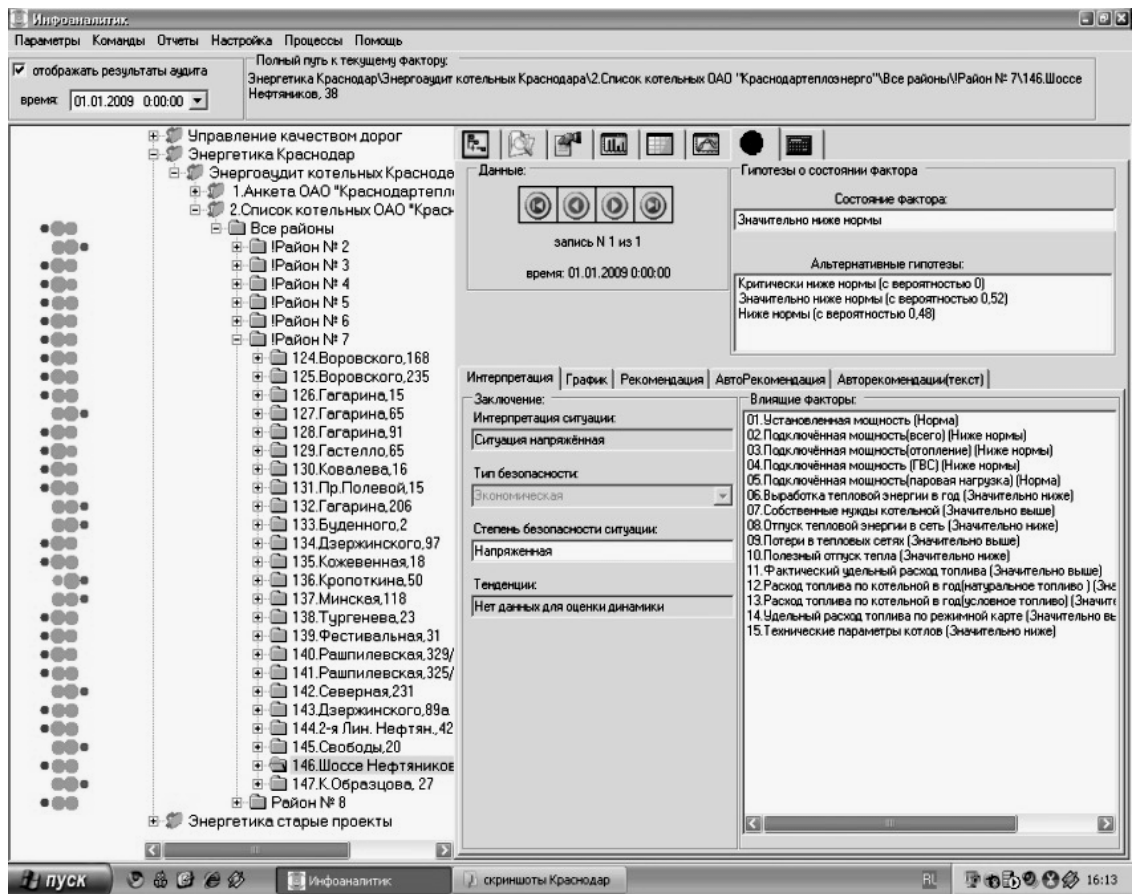 Инфоаналитик
Параметры Команды Отчеты Настройка Процессы Помощь
отображать результаты аудита
время: 01.01.2009 0:00:00
Полный путь к текущему фактору:
Энергетика Краснодар\Энергоаудит котельных Краснодара\2.Список котельных ОАО "Краснодартеплоэнерго"\Все районы\!Район № 7\146.Шоссе
Нефтяников, 38
Управление качеством дорог
Энергетика Краснодар
Энергоаудит котельных Краснода
1.Анкета ОАО "Краснодартепл
2.Список котельных ОАО "Красн
Все районы
!Район № 2
!Район № 3
!Район № 4
!Район № 5
!Район № 6
!Район № 7
124.Воровского,168
125.Воровского,235
126.Гагарина,15
127.Гагарина,65
128.Гагарина,91
129.Гастелло,65
130.Ковалева,16
131.Пр.Полевой,15
132.Гагарина,206
133.Буденного,2
134.Дзержинского,97
135.Кожевенная,18
136.Кропоткина,50
137.Минская,118
138.Тургенева,23
139.Фестивальная,31
140.Рашпилевская,329/
141.Рашпилевская,325/
142.Северная,231
143.Дзержинского,89а
144.2-я Лин. Нефтян.,42
145.Свободы,20
146.Шоссе Нефтяников
147.К.Образцова, 27
Район № 8
Энергетика старые проекты
Данные:
запись N 1 из 1
время: 01.01.2009 0:00:00
Гипотезы о состоянии фактора
Состояние фактора:
Значительно ниже нормы
Альтернативные гипотезы:
Критически ниже нормы (с вероятностью 0)
Значительно ниже нормы (с вероятностью 0,52)
Ниже нормы (с вероятностью 0,48)
Интерпретация График Рекомендация АвтоРекомендация Авторекомендации(текст)
Заключение:
Интерпретация ситуации:
Ситуация напряжённая
Тип безопасности:
Экономическая
Степень безопасности ситуации:
Напряженная
Тенденции:
Нет данных для оценки динамики
Влиящие факторы:
01.Установленная мощность (Норма)
02.Подключённая мощность(всего) (Ниже нормы)
03.Подключённая мощность(отопление) (Ниже нормы)
04.Подключённая мощность (ГВС) (Ниже нормы)
05.Подключённая мощность(паровая нагрузка) (Норма)
06.Выработка тепловой энергии в год (Значительно ниже)
07.Собственные нужды котельной (Значительно выше)
08.Отпуск тепловой энергии в сеть (Значительно ниже)
09.Потери в тепловых сетях (Значительно выше)
10.Полезный отпуск тепла (Значительно ниже)
11.Фактический удельный расход топлива (Значительно выше)
12.Расход топлива по котельной в год(натуральное топливо ) (Зна
13.Расход топлива по котельной в год(условное топливо) (Значите
14.Удельный расход топлива по режимной карте (Значительно вы
15.Технические параметры котлов (Значительно ниже)
пуск
Инфоаналитик
скриншоты Краснодар
RU
16:13